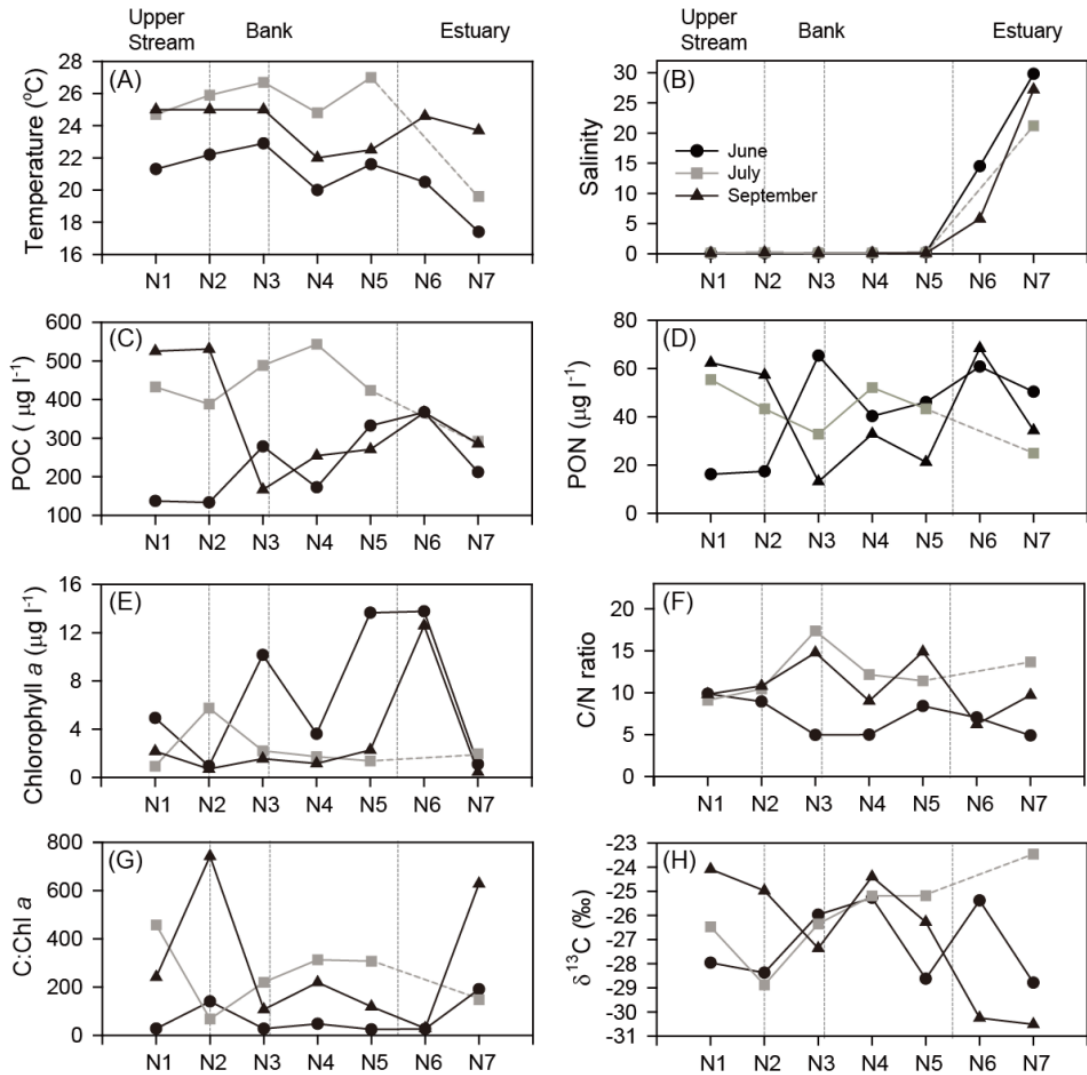 Upper
Stream
Bank
Estuary
Upper
Stream
Bank
Estuary
(A)
Temperature (°C)
28
26
24
22
20
18
16
N1 N2 N3 N4 N5 N6 N7
(B)
Salinity
30
25
20
15
10
5
0
June
July
September
N1 N2 N3 N4 N5 N6 N7
(C)
POC ( µg l⁻¹)
600
500
400
300
200
100
N1 N2 N3 N4 N5 N6 N7
(D)
PON (µg l⁻¹)
80
60
40
20
0
N1 N2 N3 N4 N5 N6 N7
(E)
Chlorophyll a (µg l⁻¹)
16
12
8
4
0
N1 N2 N3 N4 N5 N6 N7
(F)
C/N ratio
20
15
10
5
0
N1 N2 N3 N4 N5 N6 N7
(G)
C:Chl a
800
600
400
200
0
N1 N2 N3 N4 N5 N6 N7
(H)
δ¹³C (‰)
-23
-24
-25
-26
-27
-28
-29
-30
-31
N1 N2 N3 N4 N5 N6 N7